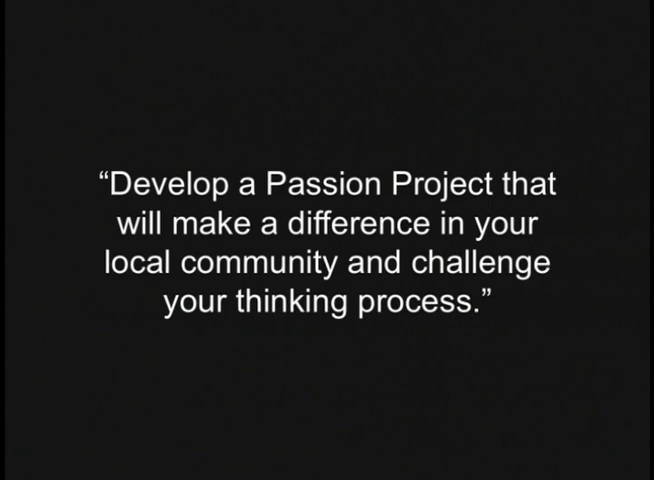 “Develop a Passion Project that
will make a difference in your
local community and challenge
your thinking process.”